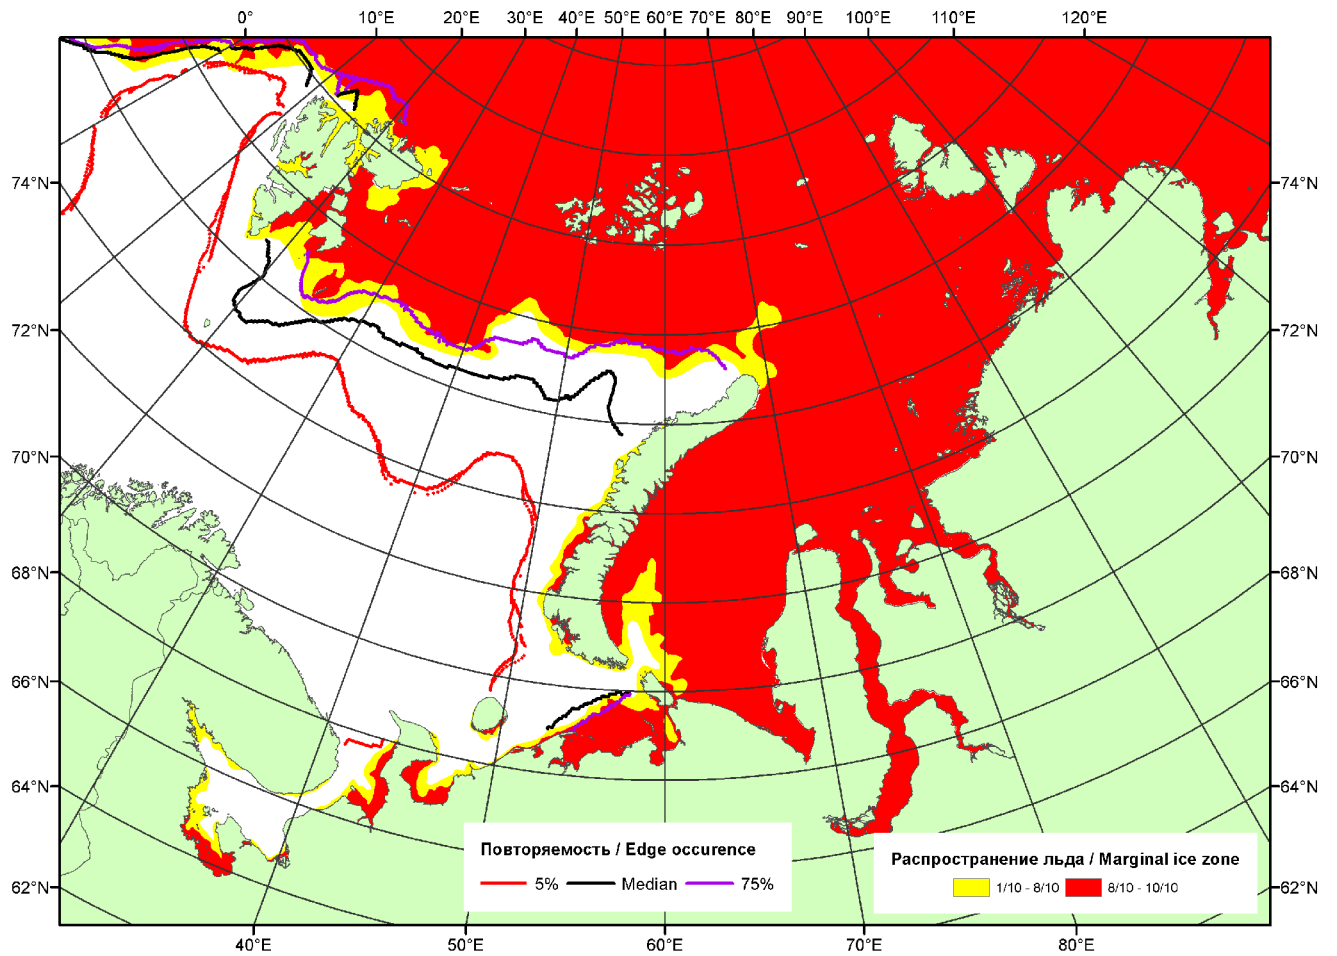 0° 10°E 20°E 30°E 40°E 50°E 60°E 70°E 80°E 90°E 100°E 110°E 120°E
74°N 74°N
72°N 72°N
70°N 70°N
68°N 68°N
66°N 66°N
64°N 64°N
62°N 62°N
Повторяемость / Edge occurence
5% Median 75%
Распространение льда / Marginal ice zone
1/10 - 8/10 8/10 - 10/10
40°E 50°E 60°E 70°E 80°E